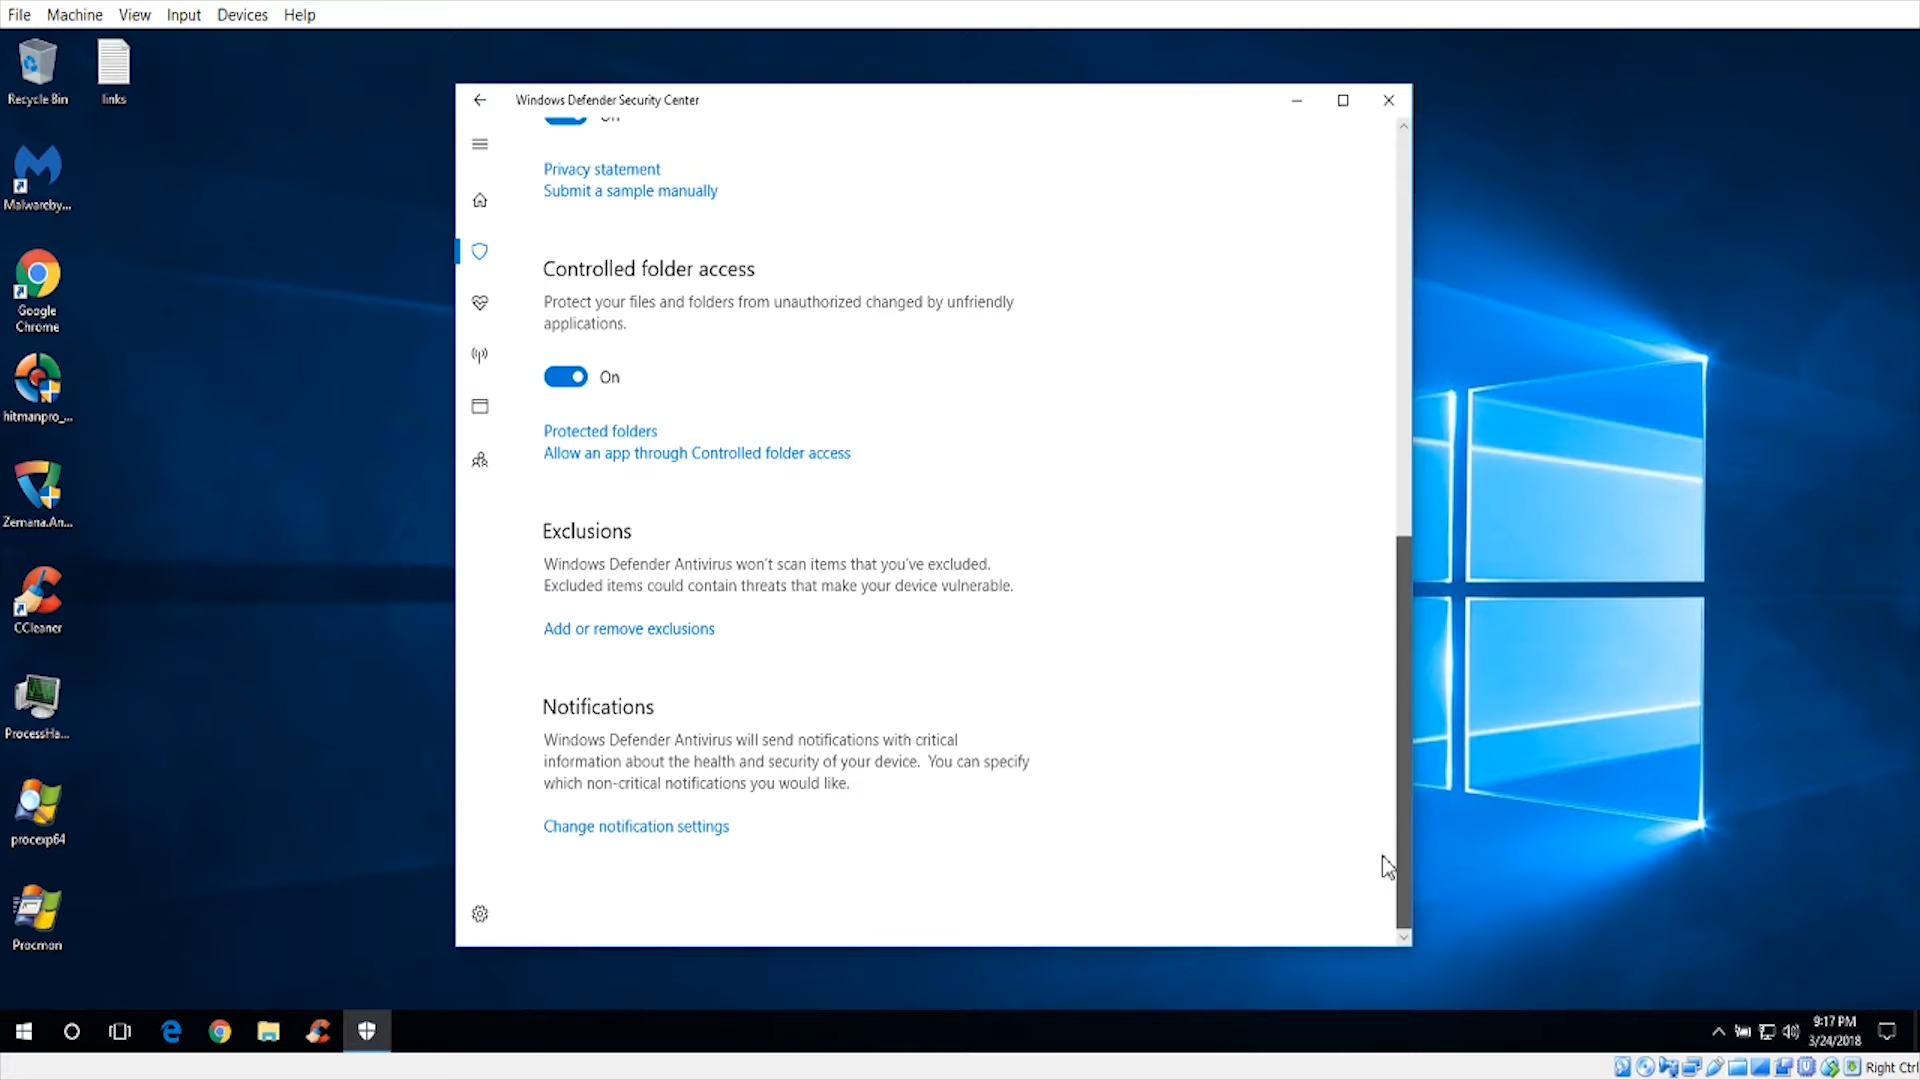 File Machine View Input Devices Help
Recycle Bin
links
Malwareby...
Google
Chrome
hitmanpro_...
Zemana.An...
CCleaner
ProcessHa...
procexp64
Procmon
Windows Defender Security Center
On
Privacy statement
Submit a sample manually
Controlled folder access
Protect your files and folders from unauthorized changed by unfriendly
applications.
On
Protected folders
Allow an app through Controlled folder access
Exclusions
Windows Defender Antivirus won't scan items that you've excluded.
Excluded items could contain threats that make your device vulnerable.
Add or remove exclusions
Notifications
Windows Defender Antivirus will send notifications with critical
information about the health and security of your device. You can specify
which non-critical notifications you would like.
Change notification settings
9:17 PM
3/24/2018
Right Ctrl